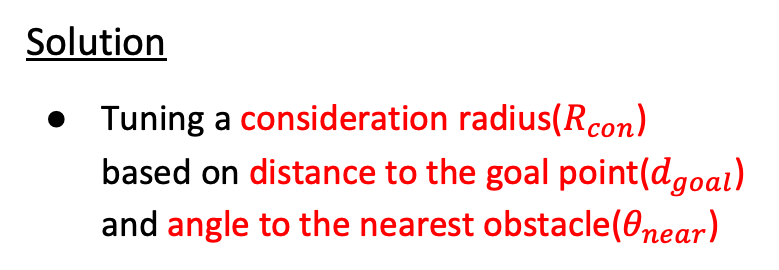 Solution
● Tuning a consideration radius(R_con)
based on distance to the goal point(d_goal)
and angle to the nearest obstacle(θ_near)